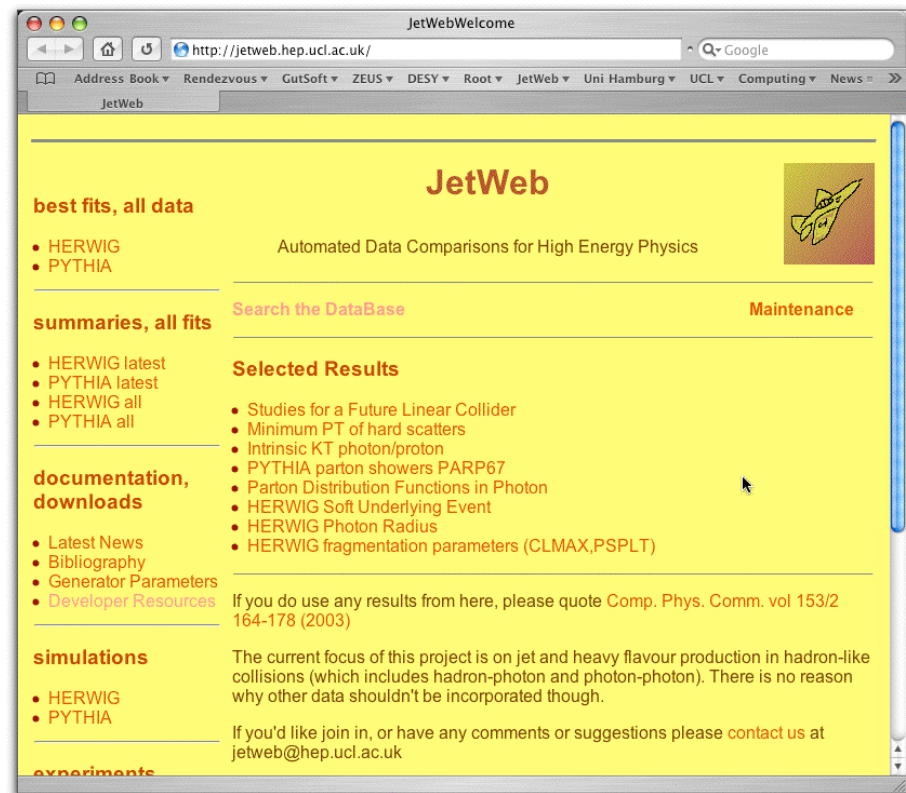 JetWebWelcome
http://jetweb.hep.ucl.ac.uk/
Google
Address Book Rendezvous GutSoft ZEUS DESY Root JetWeb Uni Hamburg UCL Computing News
JetWeb
best fits, all data
HERWIG
PYTHIA
summaries, all fits
HERWIG latest
PYTHIA latest
HERWIG all
PYTHIA all
documentation,
downloads
Latest News
Bibliography
Generator Parameters
Developer Resources
simulations
HERWIG
PYTHIA
experiments
JetWeb
Automated Data Comparisons for High Energy Physics
Search the DataBase Maintenance
Selected Results
Studies for a Future Linear Collider
Minimum PT of hard scatters
Intrinsic KT photon/proton
PYTHIA parton showers PARP67
Parton Distribution Functions in Photon
HERWIG Soft Underlying Event
HERWIG Photon Radius
HERWIG fragmentation parameters (CLMAX,PSPLT)
If you do use any results from here, please quote Comp. Phys. Comm. vol 153/2
164-178 (2003)
The current focus of this project is on jet and heavy flavour production in hadron-like
collisions (which includes hadron-photon and photon-photon). There is no reason
why other data shouldn't be incorporated though.
If you'd like join in, or have any comments or suggestions please contact us at
jetweb@hep.ucl.ac.uk